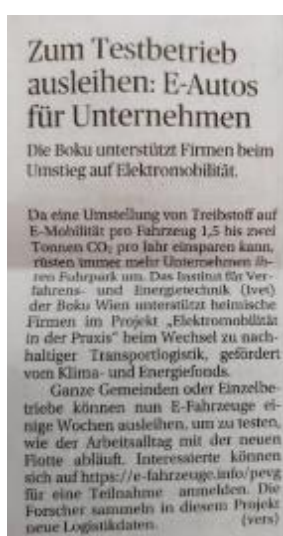 Zum Testbetrieb
ausleihen: E-Autos
für Unternehmen
Die Boku unterstützt Firmen beim
Umstieg auf Elektromobilität.
Da eine Umstellung von Treibstoff auf
E-Mobilität pro Fahrzeug 1,5 bis zwei
Tonnen CO₂ pro Jahr einsparen kann,
rüsten immer mehr Unternehmen ih-
ren Fuhrpark um. Das Institut für Ver-
fahrens- und Energietechnik (Ivet)
der Boku Wien unterstützt heimische
Firmen im Projekt „Elektromobilität
in der Praxis“ beim Wechsel zu nach-
haltiger Transportlogistik, gefördert
vom Klima- und Energiefonds.
Ganze Gemeinden oder Einzelbe-
triebe können nun E-Fahrzeuge ei-
nige Wochen ausleihen, um zu testen,
wie der Arbeitsalltag mit der neuen
Flotte abläuft. Interessierte können
sich auf https://e-fahrzeuge.info/pevg
für eine Teilnahme anmelden. Die
Forscher sammeln in diesem Projekt
neue Logistikdaten. (vers)